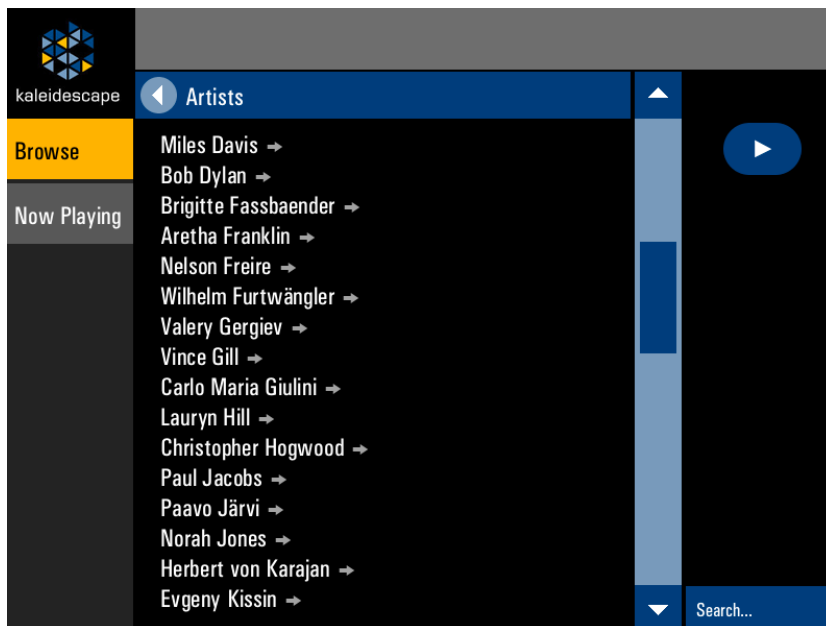 kaleidescape
Artists
Browse
Now Playing
Miles Davis
Bob Dylan
Brigitte Fassbaender
Aretha Franklin
Nelson Freire
Wilhelm Furtwängler
Valery Gergiev
Vince Gill
Carlo Maria Giulini
Lauryn Hill
Christopher Hogwood
Paul Jacobs
Paavo Järvi
Norah Jones
Herbert von Karajan
Evgeny Kissin
Search...